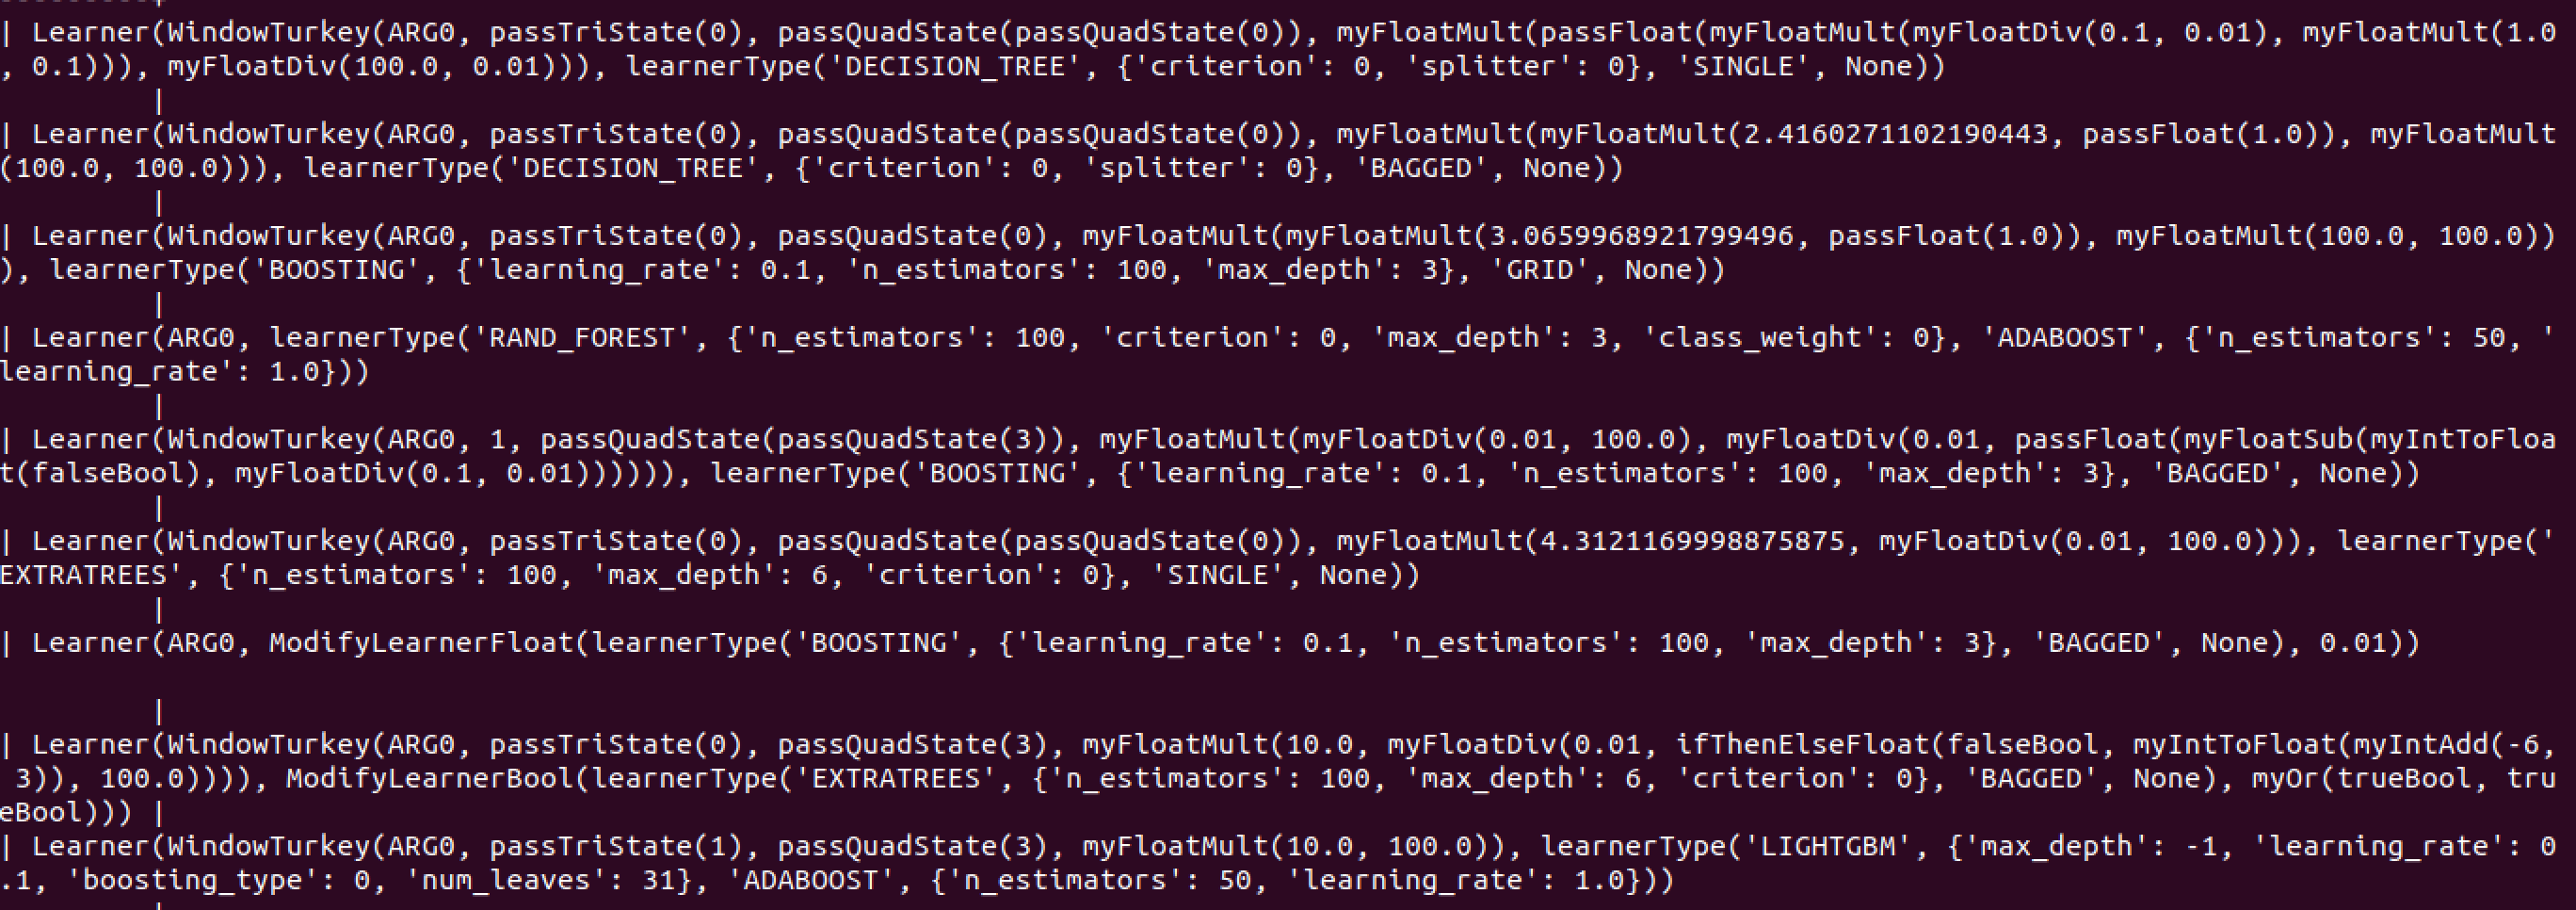 | Learner(WindowTurkey(ARG0, passTriState(0), passQuadState(passQuadState(0)), myFloatMult(passFloat(myFloatMult(myFloatDiv(0.1, 0.01), myFloatMult(1.0
, 0.1))), myFloatDiv(100.0, 0.01))), learnerType('DECISION_TREE', {'criterion': 0, 'splitter': 0}, 'SINGLE', None))
|
| Learner(WindowTurkey(ARG0, passTriState(0), passQuadState(passQuadState(0)), myFloatMult(myFloatMult(2.4160271102190443, passFloat(1.0)), myFloatMult
(100.0, 100.0))), learnerType('DECISION_TREE', {'criterion': 0, 'splitter': 0}, 'BAGGED', None))
|
| Learner(WindowTurkey(ARG0, passTriState(0), passQuadState(0), myFloatMult(myFloatMult(3.0659968921799496, passFloat(1.0)), myFloatMult(100.0, 100.0))
), learnerType('BOOSTING', {'learning_rate': 0.1, 'n_estimators': 100, 'max_depth': 3}, 'GRID', None))
|
| Learner(ARG0, learnerType('RAND_FOREST', {'n_estimators': 100, 'criterion': 0, 'max_depth': 3, 'class_weight': 0}, 'ADABOOST', {'n_estimators': 50, '
learning_rate': 1.0}))
|
| Learner(WindowTurkey(ARG0, 1, passQuadState(passQuadState(3)), myFloatMult(myFloatDiv(0.01, 100.0), myFloatDiv(0.01, passFloat(myFloatSub(myIntToFloa
t(falseBool), myFloatDiv(0.1, 0.01)))))), learnerType('BOOSTING', {'learning_rate': 0.1, 'n_estimators': 100, 'max_depth': 3}, 'BAGGED', None))
|
| Learner(WindowTurkey(ARG0, passTriState(0), passQuadState(passQuadState(0)), myFloatMult(4.3121169998875875, myFloatDiv(0.01, 100.0))), learnerType('
EXTRATREES', {'n_estimators': 100, 'max_depth': 6, 'criterion': 0}, 'SINGLE', None))
|
| Learner(ARG0, ModifyLearnerFloat(learnerType('BOOSTING', {'learning_rate': 0.1, 'n_estimators': 100, 'max_depth': 3}, 'BAGGED', None), 0.01))
|
| Learner(WindowTurkey(ARG0, passTriState(0), passQuadState(3), myFloatMult(10.0, myFloatDiv(0.01, ifThenElseFloat(falseBool, myIntToFloat(myIntAdd(-6,
3)), 100.0)))), ModifyLearnerBool(learnerType('EXTRATREES', {'n_estimators': 100, 'max_depth': 6, 'criterion': 0}, 'BAGGED', None), myOr(trueBool, tru
eBool))) |
| Learner(WindowTurkey(ARG0, passTriState(1), passQuadState(3), myFloatMult(10.0, 100.0)), learnerType('LIGHTGBM', {'max_depth': -1, 'learning_rate': 0
.1, 'boosting_type': 0, 'num_leaves': 31}, 'ADABOOST', {'n_estimators': 50, 'learning_rate': 1.0}))